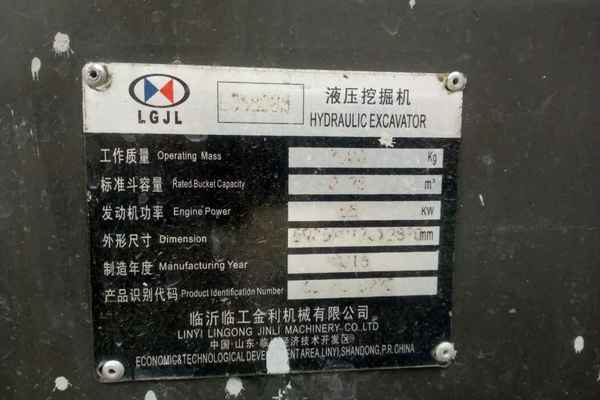 LGJL
液压挖掘机
HYDRAULIC EXCAVATOR
工作质量 Operating Mass Kg
标准斗容量 Rated Bucket Capacity m³
发动机功率 Engine Power KW
外形尺寸 Dimension mm
制造年度 Manufacturing Year
产品识别代码 Product Identification Number
临沂临工金利机械有限公司
LINYI LINGONG JINLI MACHINERY CO.,LTD
中国·山东·临 经济技术开发区
ECONOMIC&TECHNOLOGICAL DEVELOPMENT AREA, LINYI, SHANDONG, P.R.CHINA